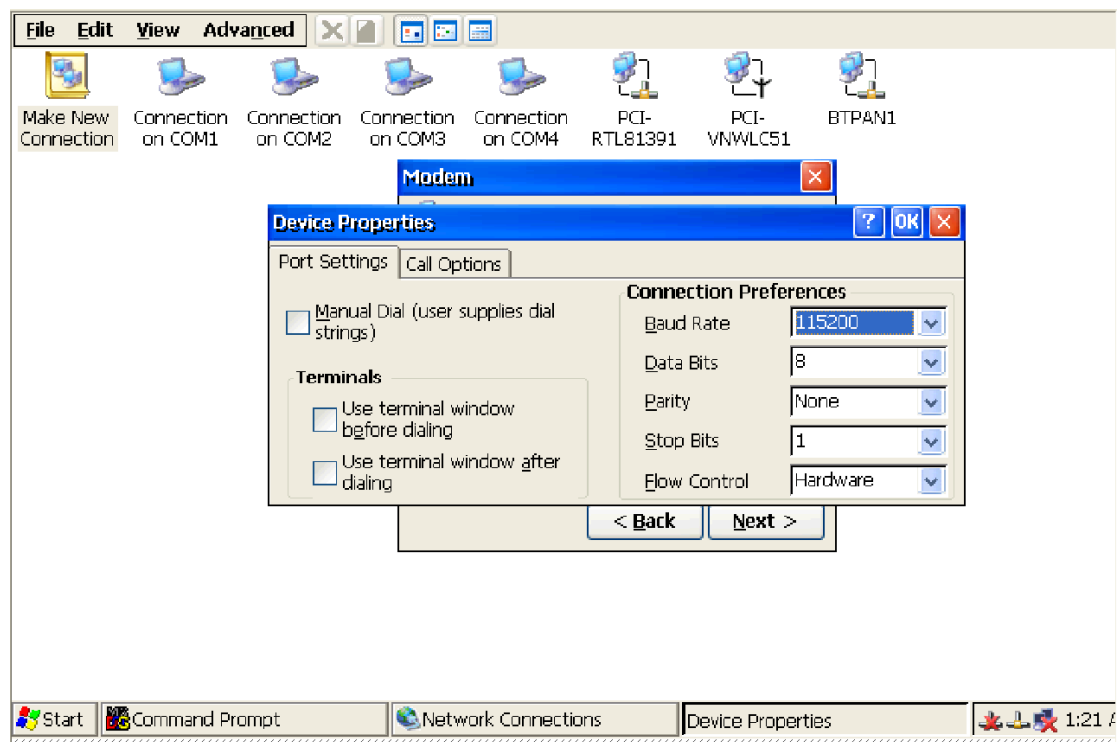 File Edit View Advanced
Make New Connection
Connection on COM1
Connection on COM2
Connection on COM3
Connection on COM4
PCI-RTL81391
PCI-VNWLC51
BTPAN1
Modem
Device Properties
? OK
Port Settings
Call Options
Manual Dial (user supplies dial
strings)
Terminals
Use terminal window
before dialing
Use terminal window after
dialing
Connection Preferences
Baud Rate 115200
Data Bits 8
Parity None
Stop Bits 1
Flow Control Hardware
< Back Next >
Start Command Prompt Network Connections Device Properties 1:21